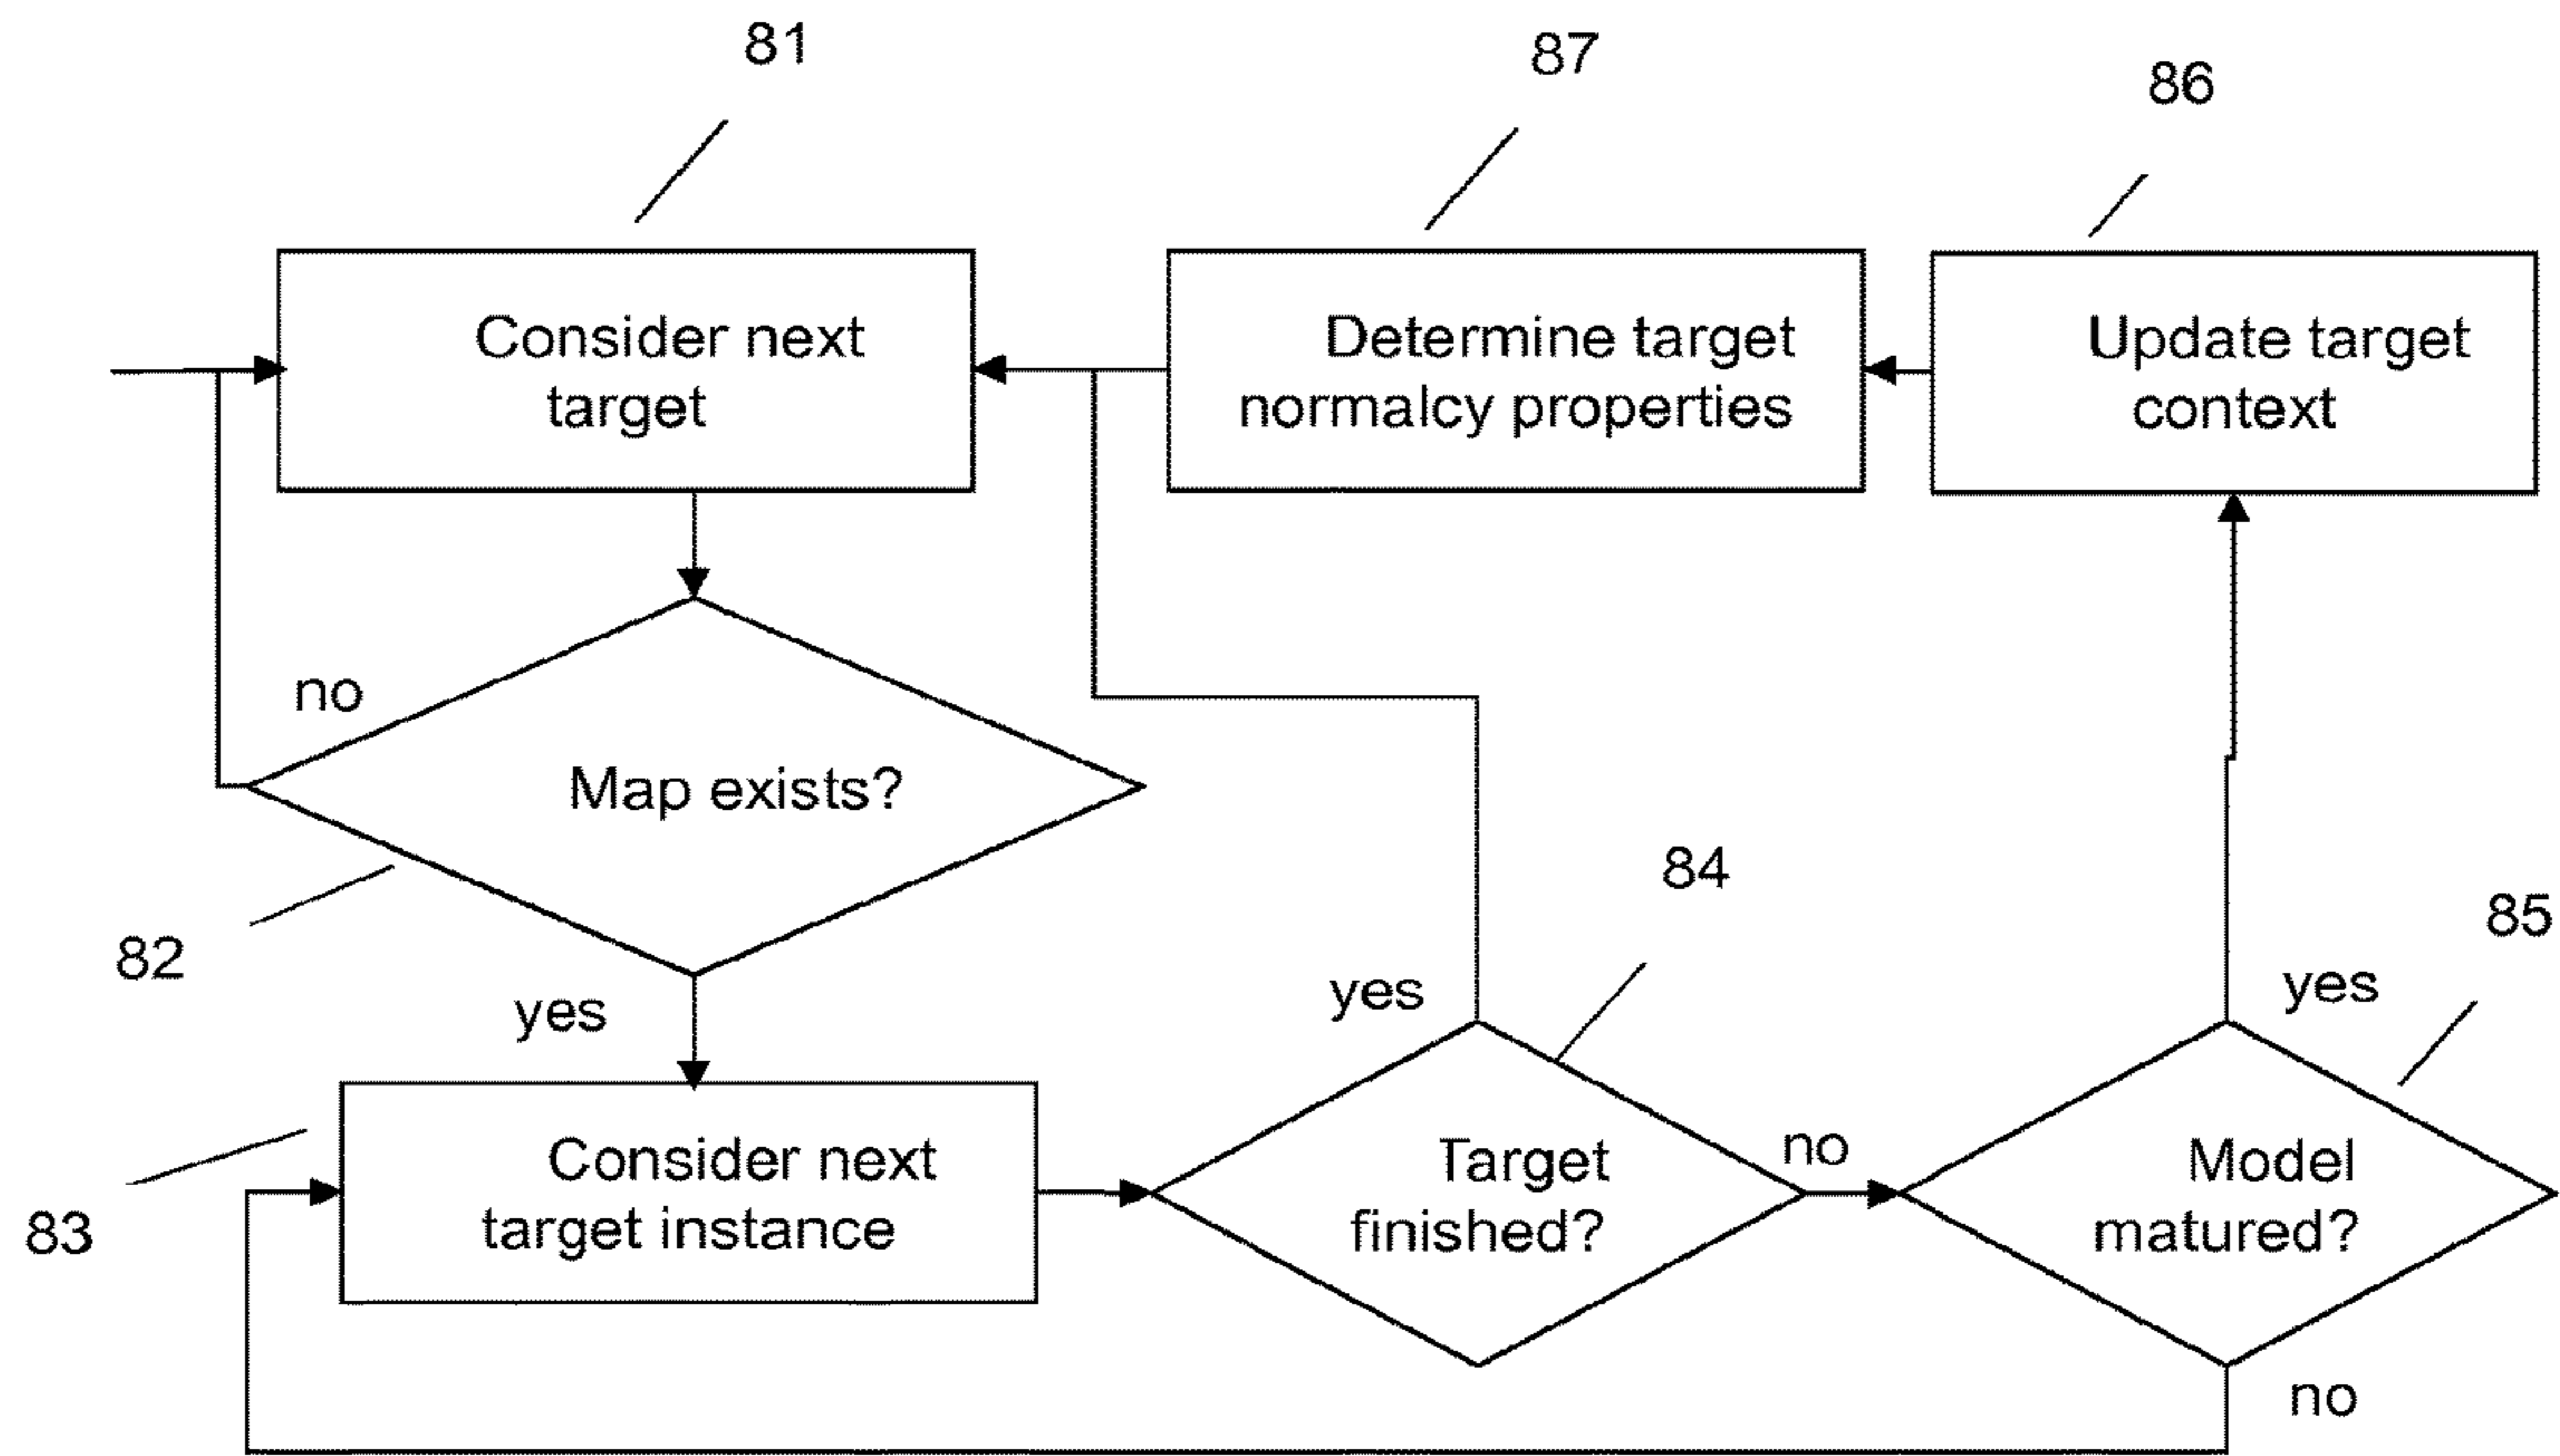 81
87
86
Consider next
target
Determine target
normalcy properties
Update target
context
no
Map exists?
82
yes
84
85
yes
yes
83
Consider next
target instance
Target
finished?
no
Model
matured?
no